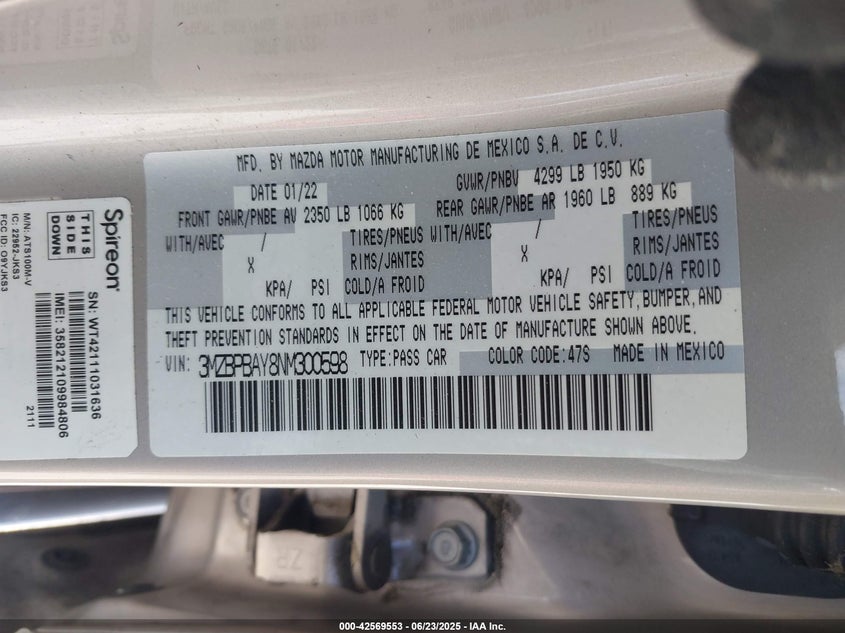 MFD. BY MAZDA MOTOR MANUFACTURING DE MEXICO S.A. DE C.V.
DATE 01/22 GVWR/PNBV 4299 LB 1950 KG
FRONT GAWR/PNBE AV 2350 LB 1066 KG REAR GAWR/PNBE AR 1960 LB 889 KG
WITH/AVEC / TIRES/PNEUS WITH/AVEC / TIRES/PNEUS
X RIMS/JANTES X RIMS/JANTES
KPA/ PSI COLD/A FROID KPA/ PSI COLD/A FROID
THIS VEHICLE CONFORMS TO ALL APPLICABLE FEDERAL MOTOR VEHICLE SAFETY, BUMPER, AND
THEFT PREVENTION STANDARDS IN EFFECT ON THE DATE OF MANUFACTURE SHOWN ABOVE.
VIN: 3MZBPBAY8NM300598 TYPE:PASS CAR COLOR CODE:47S MADE IN MEXICO
Spireon
THIS
SIDE
DOWN
M/N: ATS100M-V
IC: 22952-JKS3
FCC ID: O9YJKS3
SN: WT42111031636
IMEI: 358212109984806
2111
ZR
000-42569553 / 06/23/2025 - IAA Inc.